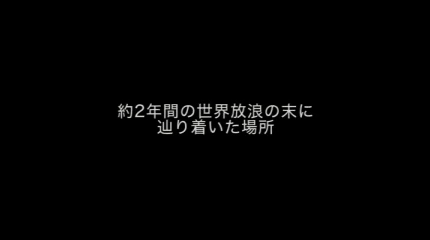 約2年間の世界放浪の末に
辿り着いた場所